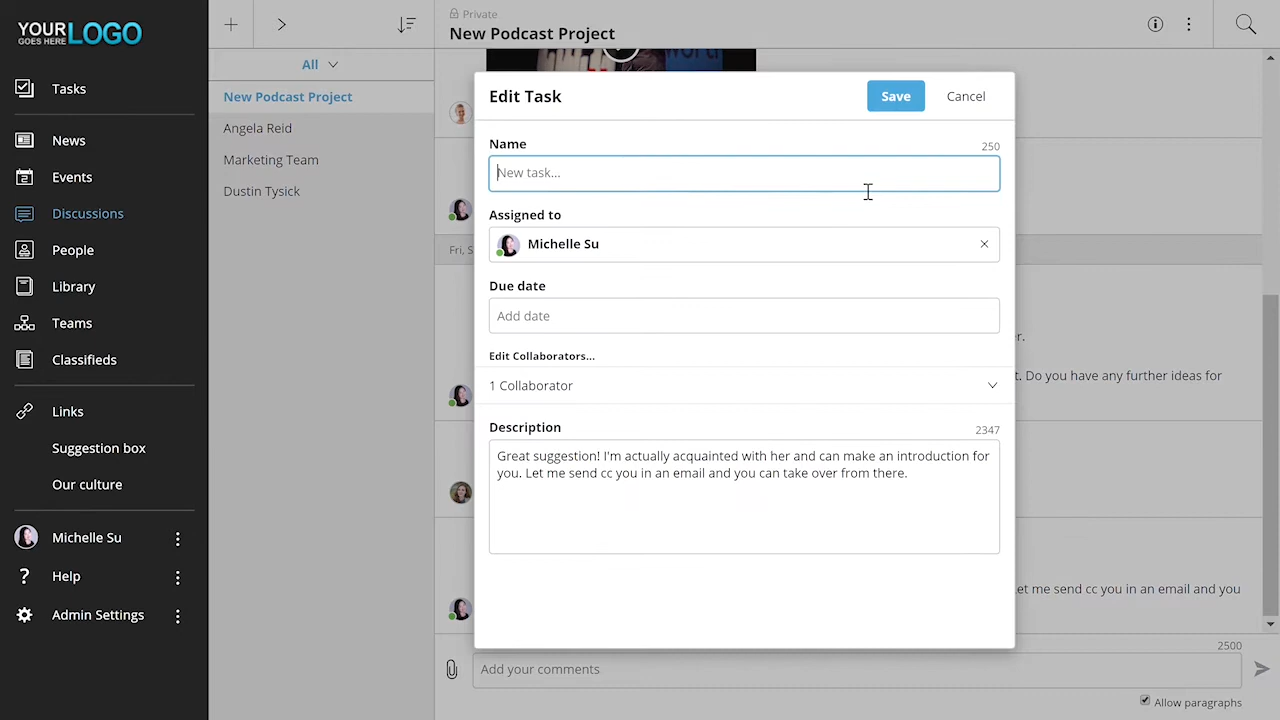 YOUR LOGO
GOES HERE
Tasks
News
Events
Discussions
People
Library
Teams
Classifieds
Links
Suggestion box
Our culture
Michelle Su
? Help
Admin Settings
All
New Podcast Project
Angela Reid
Marketing Team
Dustin Tysick
Private
New Podcast Project
Edit Task
Save
Cancel
Name
250
New task...
Assigned to
Michelle Su
Due date
Add date
Edit Collaborators...
1 Collaborator
Description
2347
Great suggestion! I'm actually acquainted with her and can make an introduction for
you. Let me send cc you in an email and you can take over from there.
Fri, S
r.
t. Do you have any further ideas for
et me send cc you in an email and you
2500
Add your comments
Allow paragraphs